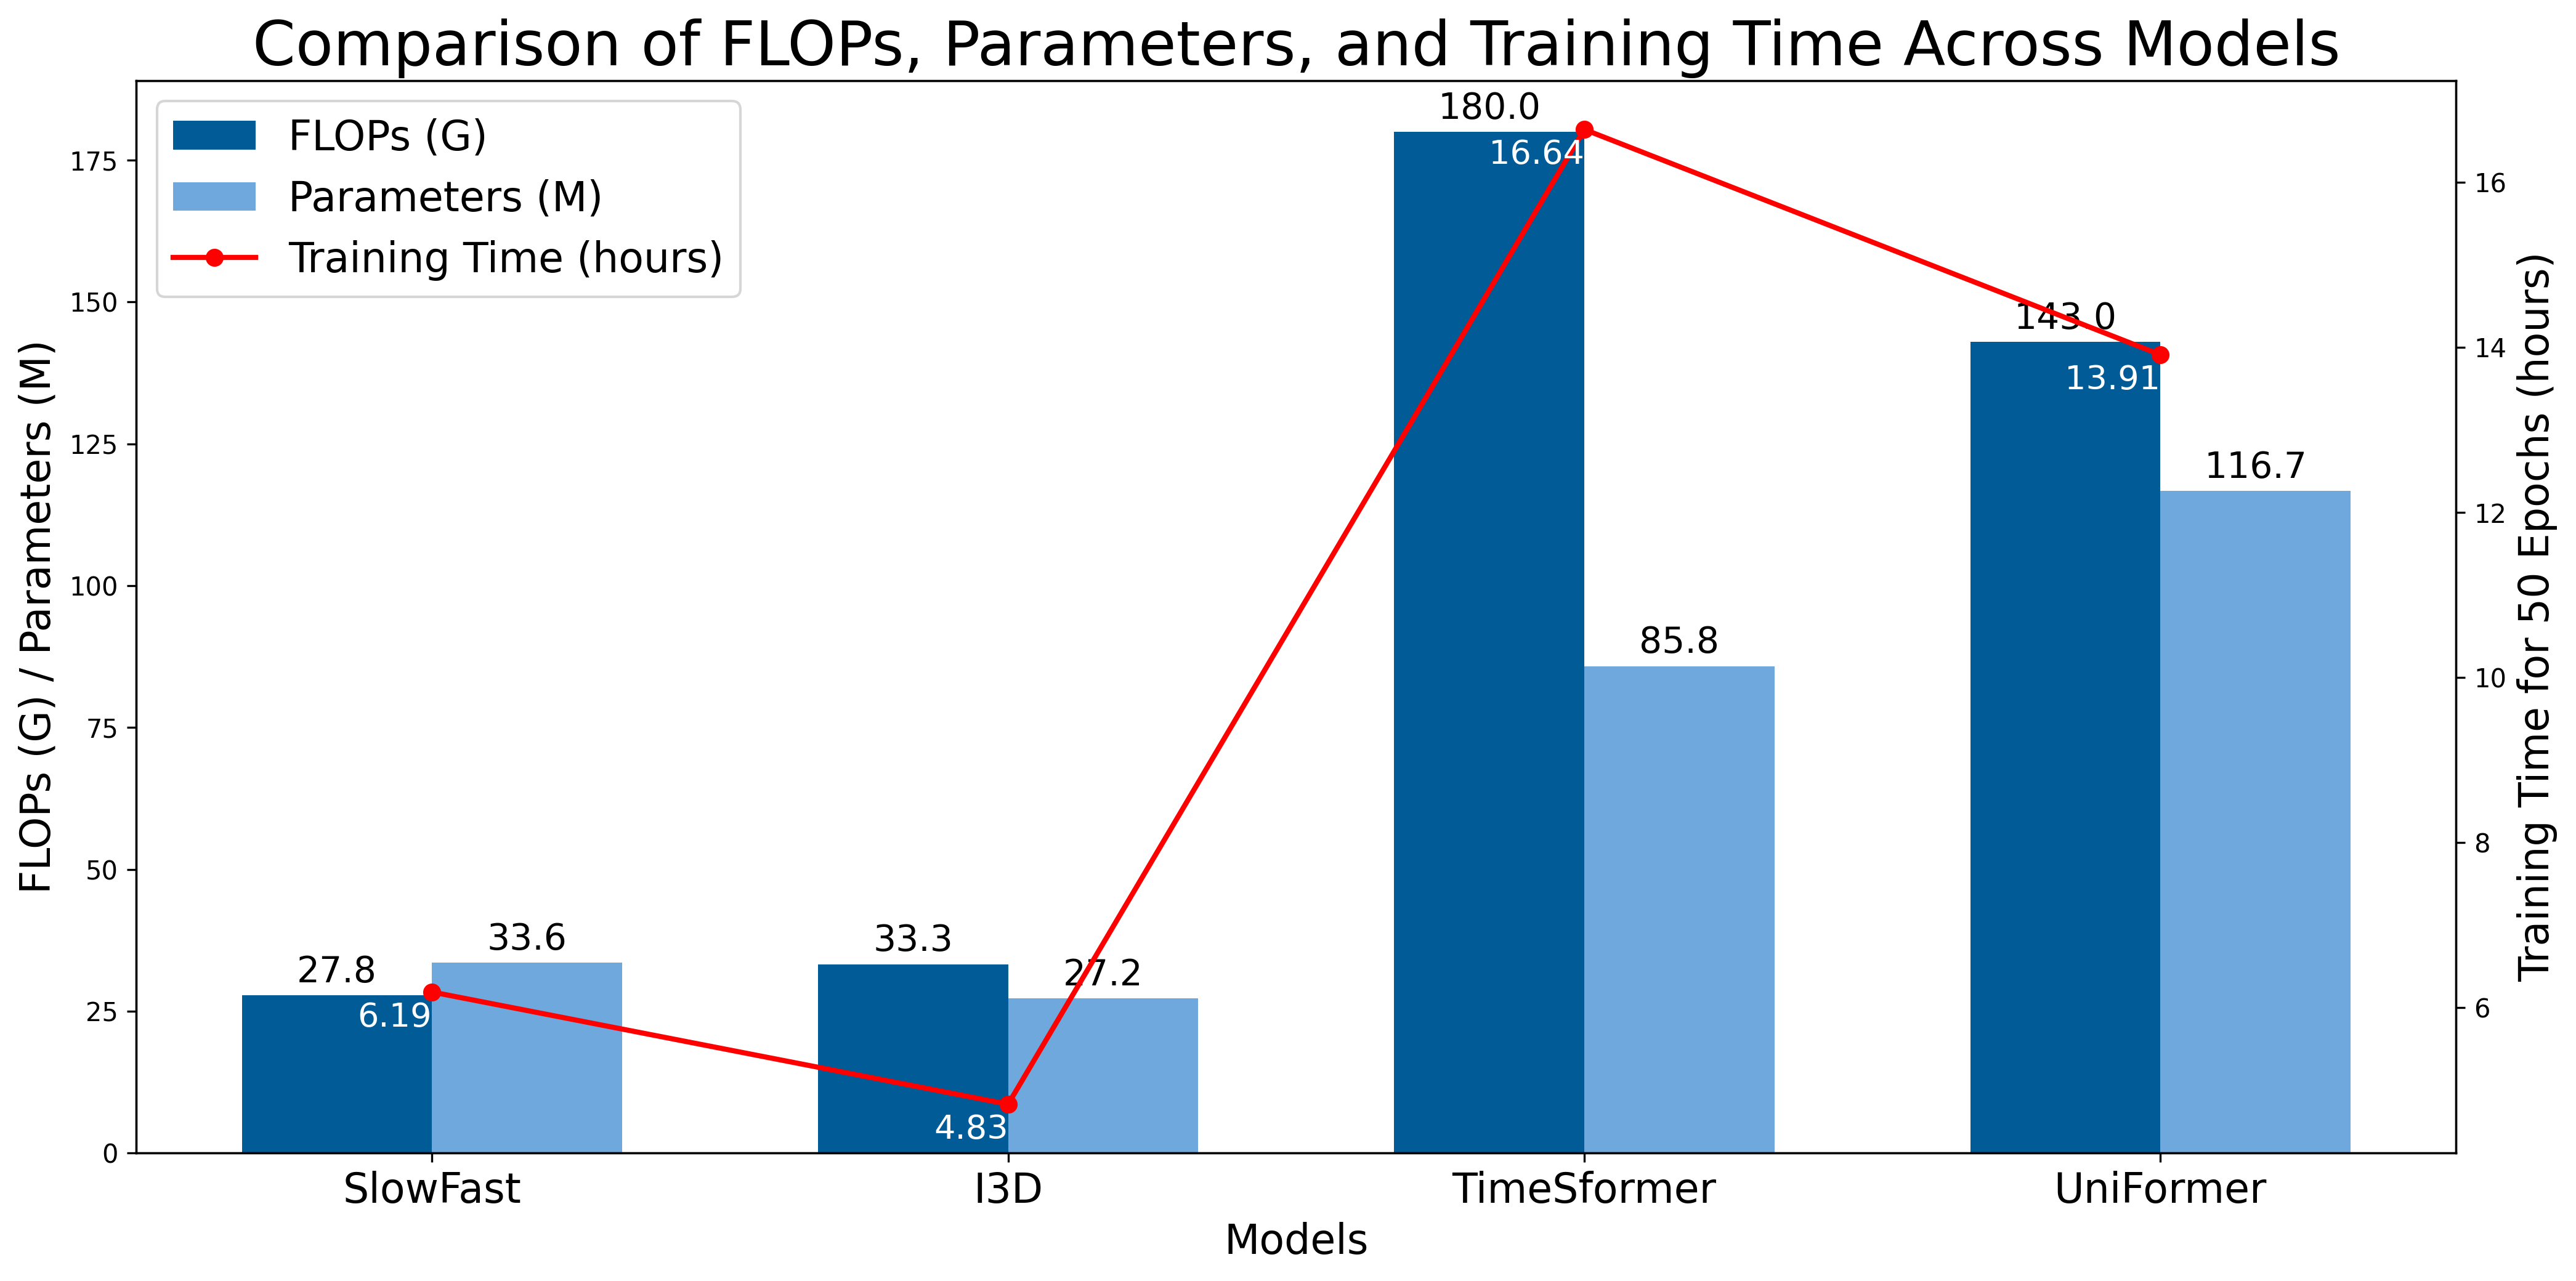 Comparison of FLOPs, Parameters, and Training Time Across Models
FLOPs (G)
Parameters (M)
Training Time (hours)
FLOPs (G) / Parameters (M)
175
150
125
100
75
50
25
0
27.8
33.6
6.19
33.3
27.2
4.83
180.0
16.64
85.8
143.0
13.91
116.7
16
14
12
10
8
6
Training Time for 50 Epochs (hours)
SlowFast
I3D
TimeSformer
UniFormer
Models